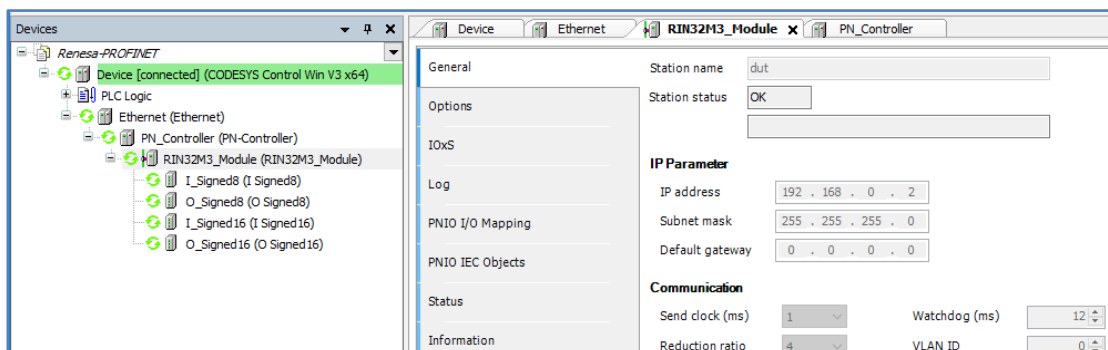 Devices
Renesa-PROFINET
Device [connected] (CODESYS Control Win V3 x64)
PLC Logic
Ethernet (Ethernet)
PN_Controller (PN-Controller)
RIN32M3_Module (RIN32M3_Module)
I_Signed8 (I Signed8)
O_Signed8 (O Signed8)
I_Signed16 (I Signed16)
O_Signed16 (O Signed16)
Device Ethernet RIN32M3_Module PN_Controller
General
Options
IOxS
Log
PNIO I/O Mapping
PNIO IEC Objects
Status
Information
Station name dut
Station status OK
IP Parameter
IP address 192 . 168 . 0 . 2
Subnet mask 255 . 255 . 255 . 0
Default gateway 0 . 0 . 0 . 0
Communication
Send clock (ms) 1 Watchdog (ms) 12
Reduction ratio 4 VLAN ID 0